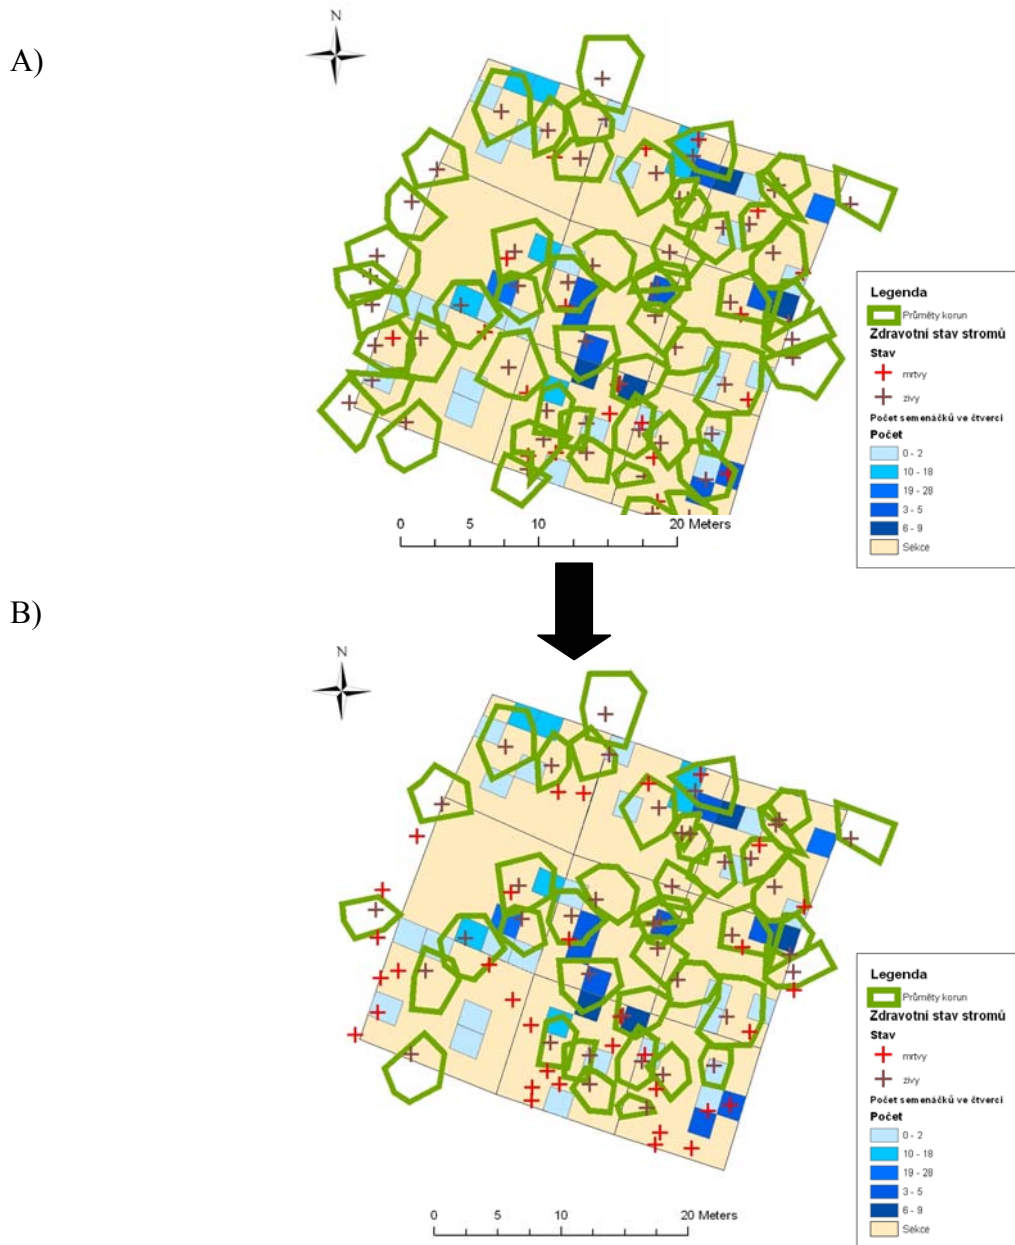 A)
N
Legenda
Průměty korun
Zdravotní stav stromů
Stav
mrtvy
zivy
Počet semenáčků ve čtverci
Počet
0 - 2
10 - 18
19 - 28
3 - 5
6 - 9
Sekce
0 5 10 20 Meters
B)
N
Legenda
Průměty korun
Zdravotní stav stromů
Stav
mrtvy
zivy
Počet semenáčků ve čtverci
Počet
0 - 2
10 - 18
19 - 28
3 - 5
6 - 9
Sekce
0 5 10 20 Meters